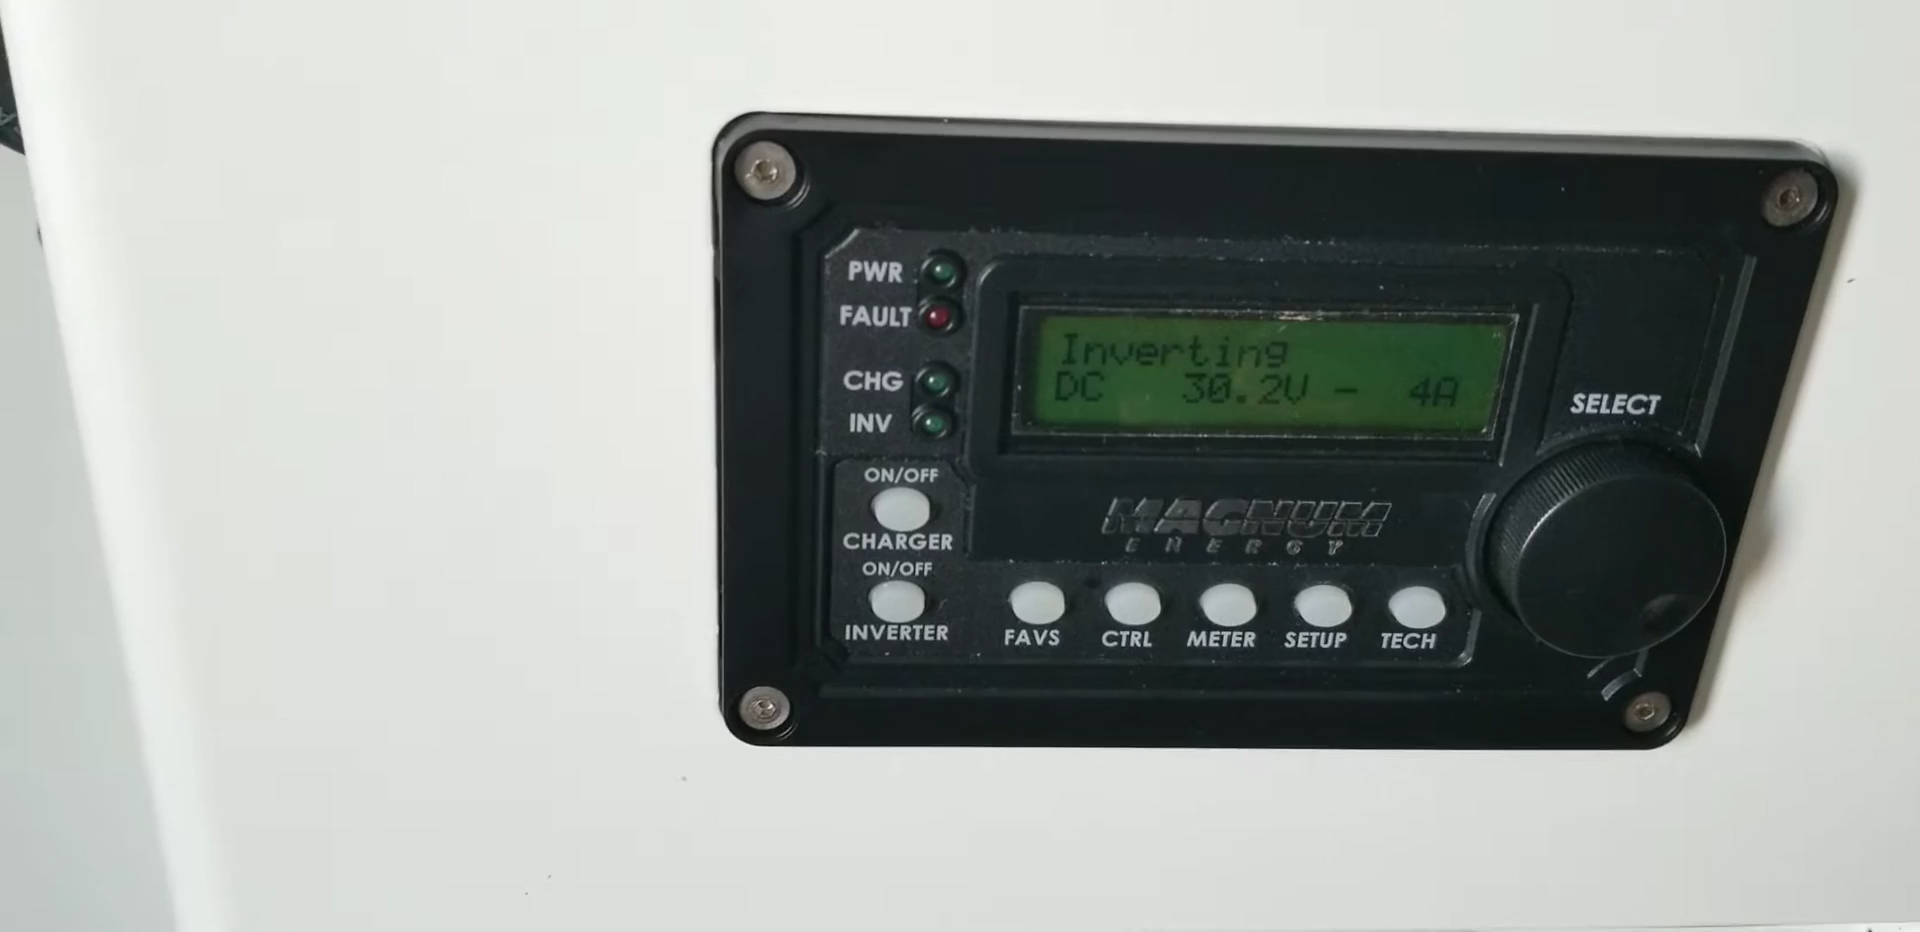 PWR
FAULT
CHG
INV
Inverting
DC 30.2V - 4A
SELECT
ON/OFF
CHARGER
ON/OFF
INVERTER
MAGNUM
ENERGY
FAVS CTRL METER SETUP TECH